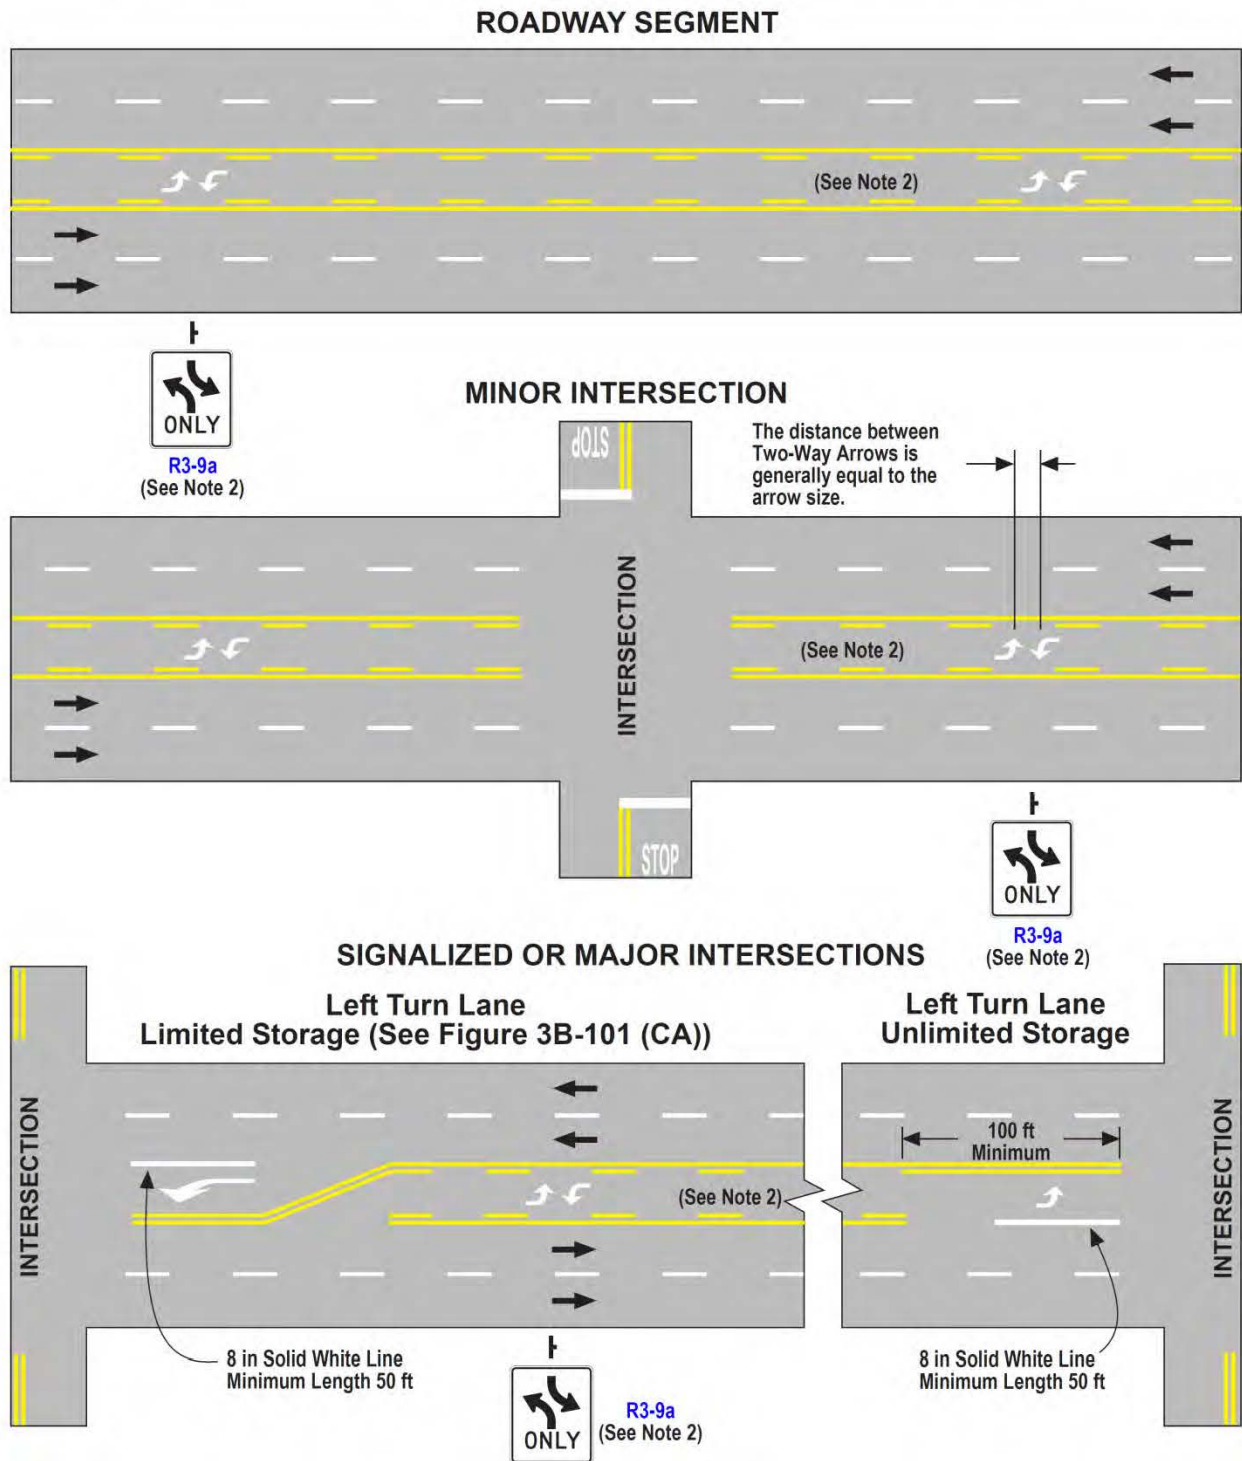 ROADWAY SEGMENT
(See Note 2)
ONLY
R3-9a
(See Note 2)
MINOR INTERSECTION
The distance between
Two-Way Arrows is
generally equal to the
arrow size.
STOP
INTERSECTION
(See Note 2)
STOP
ONLY
R3-9a
(See Note 2)
SIGNALIZED OR MAJOR INTERSECTIONS
Left Turn Lane
Limited Storage (See Figure 3B-101 (CA))
Left Turn Lane
Unlimited Storage
INTERSECTION
100 ft
Minimum
(See Note 2)
INTERSECTION
8 in Solid White Line
Minimum Length 50 ft
8 in Solid White Line
Minimum Length 50 ft
ONLY
R3-9a
(See Note 2)